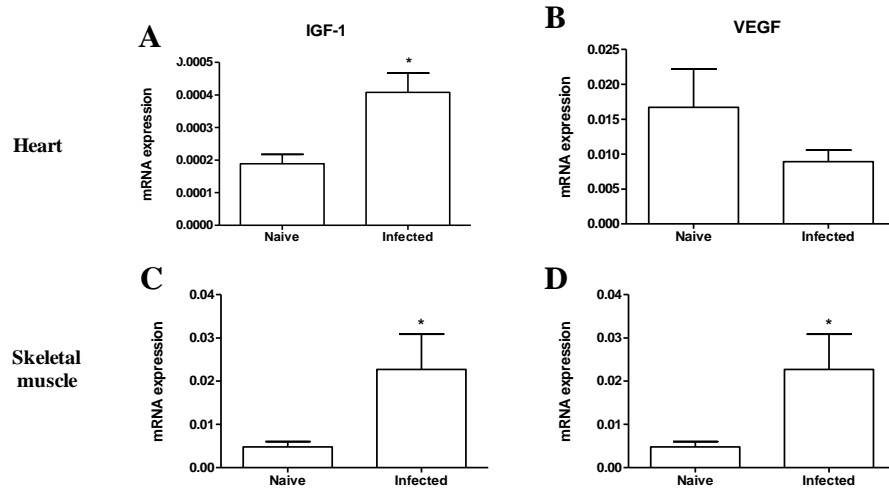 A
IGF-1
B
VEGF
Heart
mRNA expression
0.0005
0.0004
0.0003
0.0002
0.0001
0.0000
*
Naive
Infected
mRNA expression
0.025
0.020
0.015
0.010
0.005
0.000
Naive
Infected
C
D
Skeletal
muscle
mRNA expression
0.04
0.03
0.02
0.01
0.00
*
Naive
Infected
mRNA expression
0.04
0.03
0.02
0.01
0.00
*
Naive
Infected